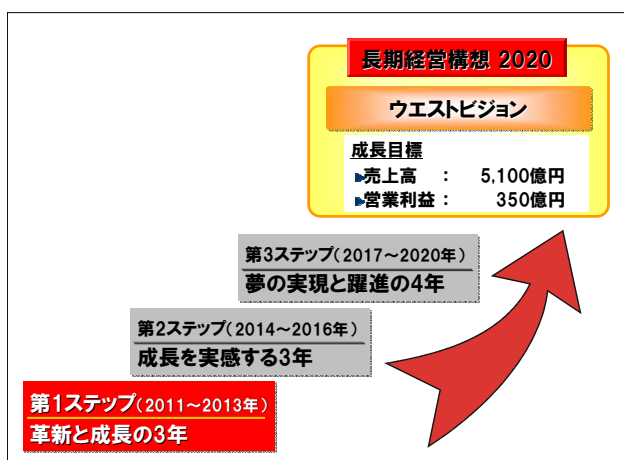 長期経営構想 2020
ウエストビジョン
成長目標
売上高 : 5,100億円
営業利益 : 350億円
第3ステップ(2017～2020年)
夢の実現と躍進の4年
第2ステップ(2014～2016年)
成長を実感する3年
第1ステップ(2011～2013年)
革新と成長の3年